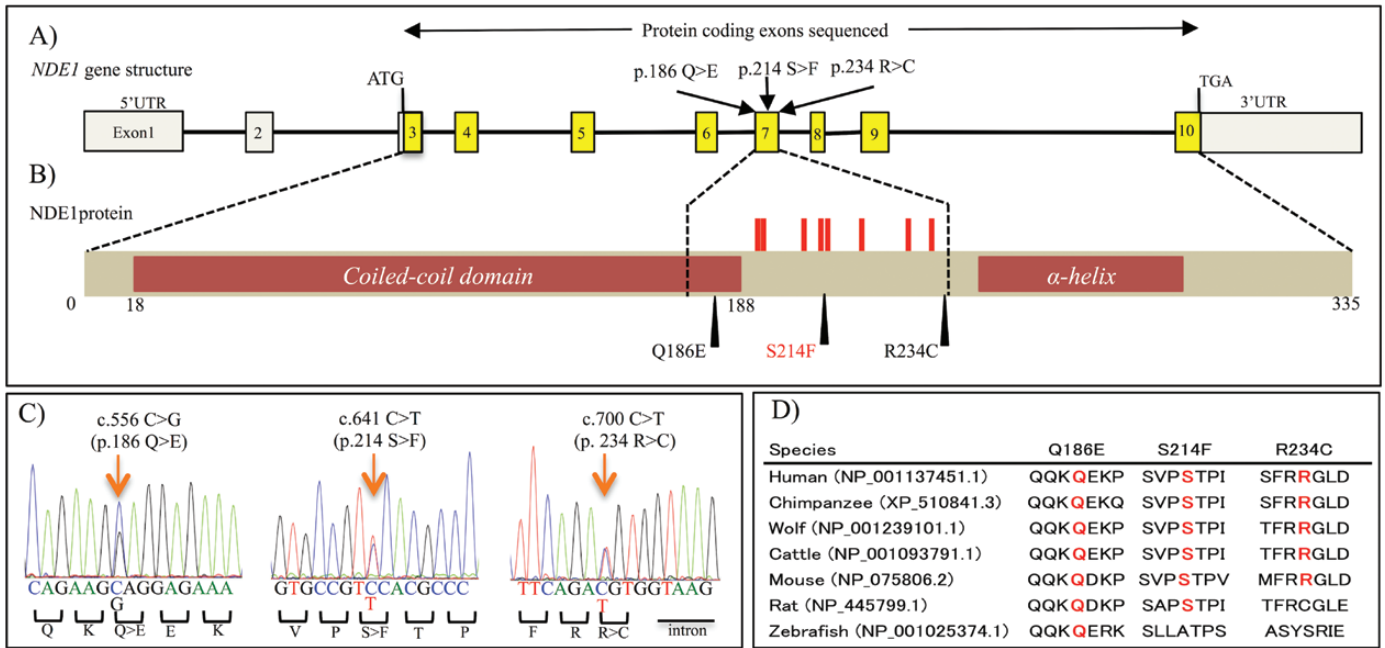 A)
Protein coding exons sequenced
NDE1 gene structure
p.186 Q>E
p.214 S>F
p.234 R>C
ATG
TGA
5'UTR
3'UTR
Exon1
2
3
4
5
6
7
8
9
10
B)
NDE1protein
Coiled-coil domain
α-helix
0
18
188
335
Q186E
S214F
R234C
C)
c.556 C>G
(p.186 Q>E)
CAGAAGCAGGAGAAA
G
Q K Q>E E K
c.641 C>T
(p.214 S>F)
GTGCCGTCCACGCCC
T
V P S>F T P
c.700 C>T
(p. 234 R>C)
TTCAGACGTGGTAAG
T
F R R>C intron
D)
Species Q186E S214F R234C
Human (NP_001137451.1) QQKQEKP SVPSTPI SFRRGLD
Chimpanzee (XP_510841.3) QQKQEKQ SVPSTPI SFRRGLD
Wolf (NP_001239101.1) QQKQEKP SVPSTPI TFRRGLD
Cattle (NP_001093791.1) QQKQEKP SVPSTPI TFRRGLD
Mouse (NP_075806.2) QQKQDKP SVPSTPV MFRRGLD
Rat (NP_445799.1) QQKQDKP SAPSTPI TFRCGLE
Zebrafish (NP_001025374.1) QQKQERK SLLATPS ASYSRIE